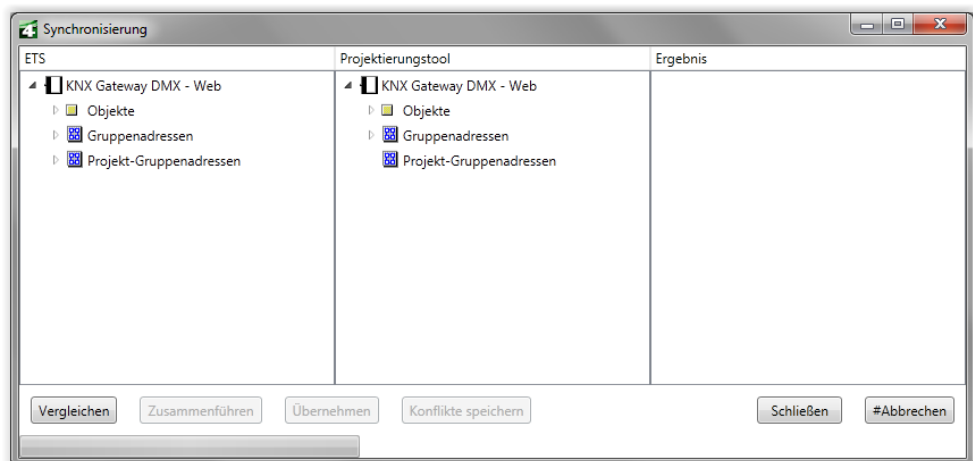 Synchronisierung
ETS Projektierungstool Ergebnis
KNX Gateway DMX - Web KNX Gateway DMX - Web
Objekte Objekte
Gruppenadressen Gruppenadressen
Projekt-Gruppenadressen Projekt-Gruppenadressen
Vergleichen Zusammenführen Übernehmen Konflikte speichern Schließen #Abbrechen